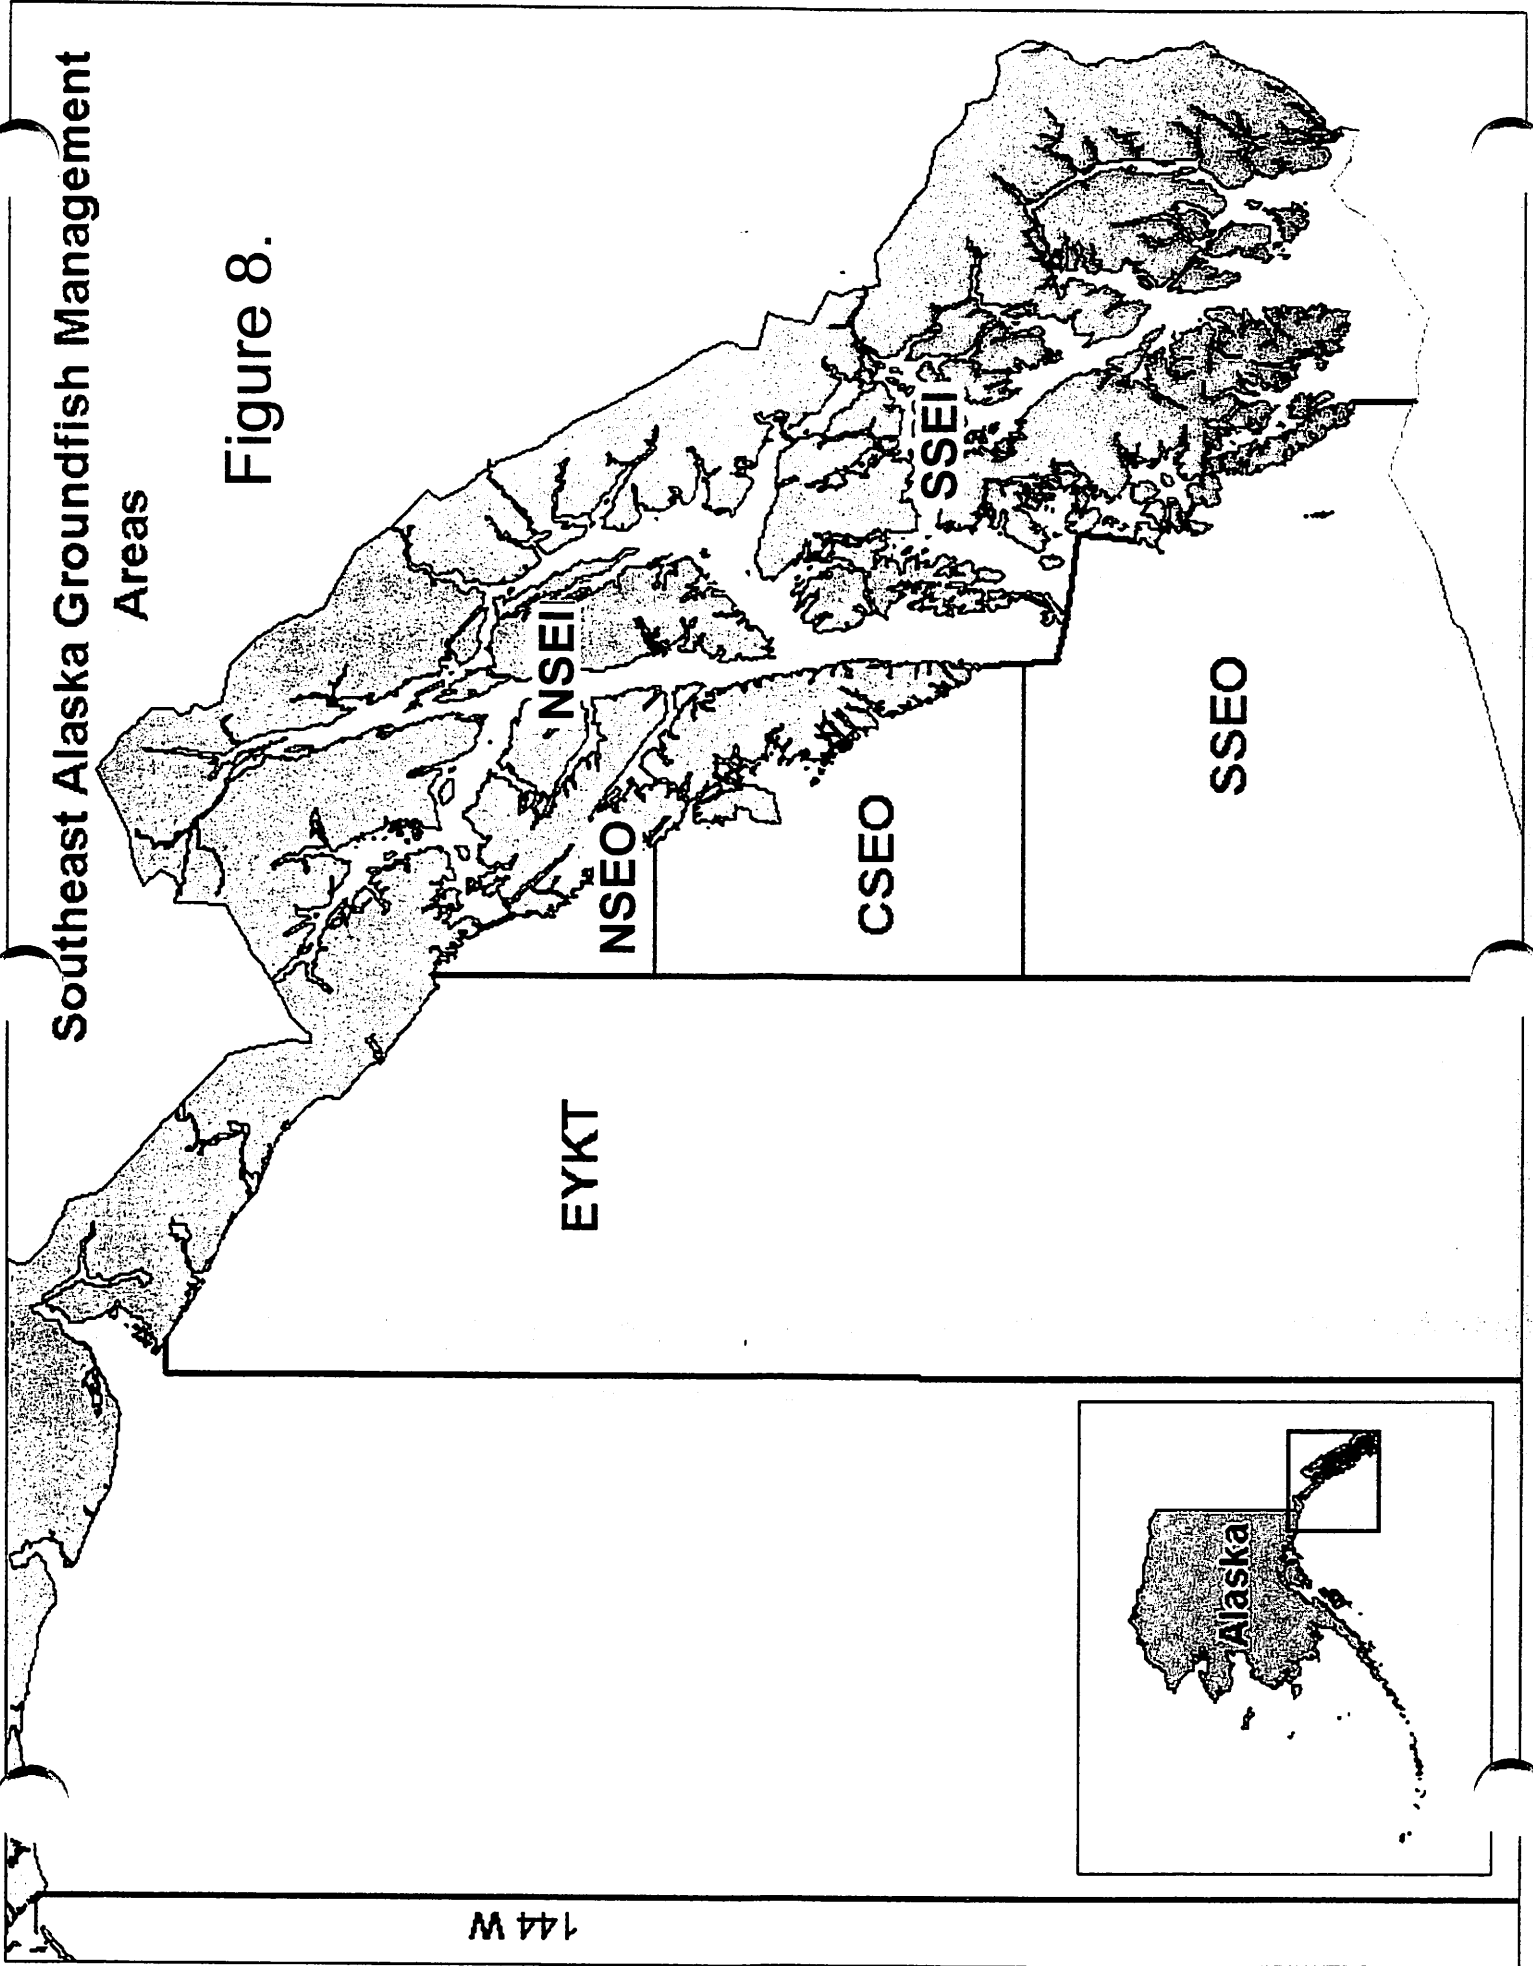 Southeast Alaska Groundfish Management
Areas
Figure 8.
NSEI
SSEI
NSEO
CSEO
SSEO
EYKT
Alaska
144 W